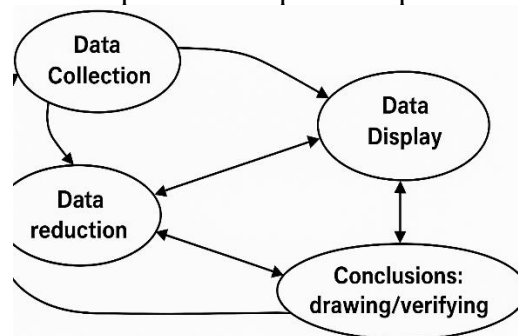 Data
Collection
Data
Display
Data
reduction
Conclusions:
drawing/verifying